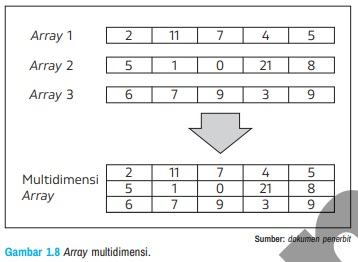 Array 1 2 11 7 4 5
Array 2 5 1 0 21 8
Array 3 6 7 9 3 9
2 11 7 4 5
Multidimensi 5 1 0 21 8
Array 6 7 9 3 9
Sumber: dokumen penerbit
Gambar 1.8 Array multidimensi.